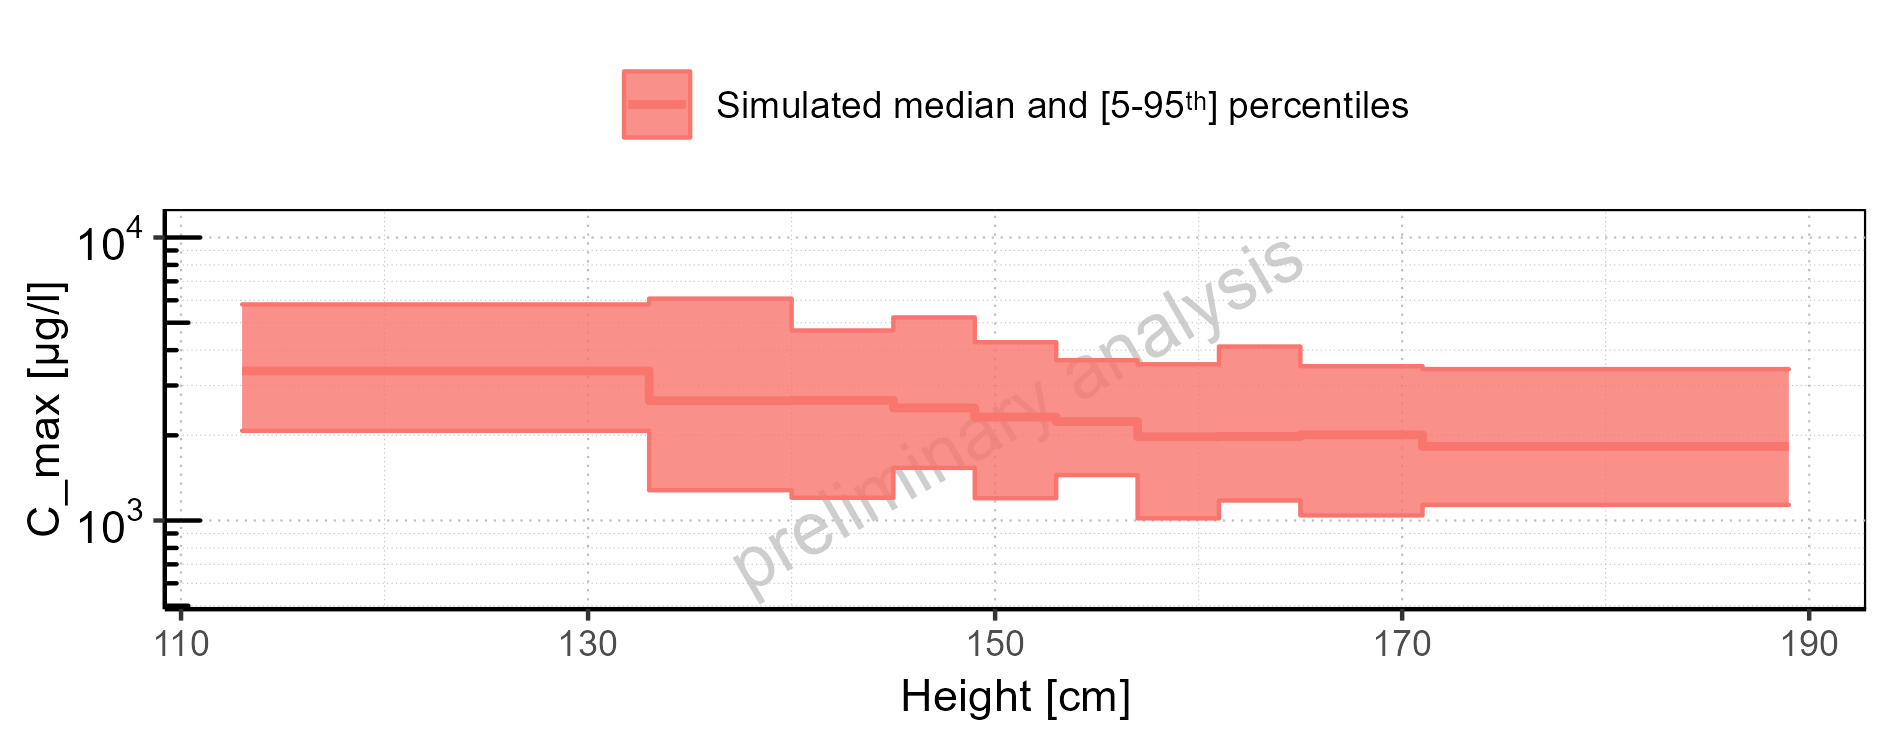 Simulated median and [5-95th] percentiles
10^4
10^3
C_max [µg/l]
preliminary analysis
110 130 150 170 190
Height [cm]